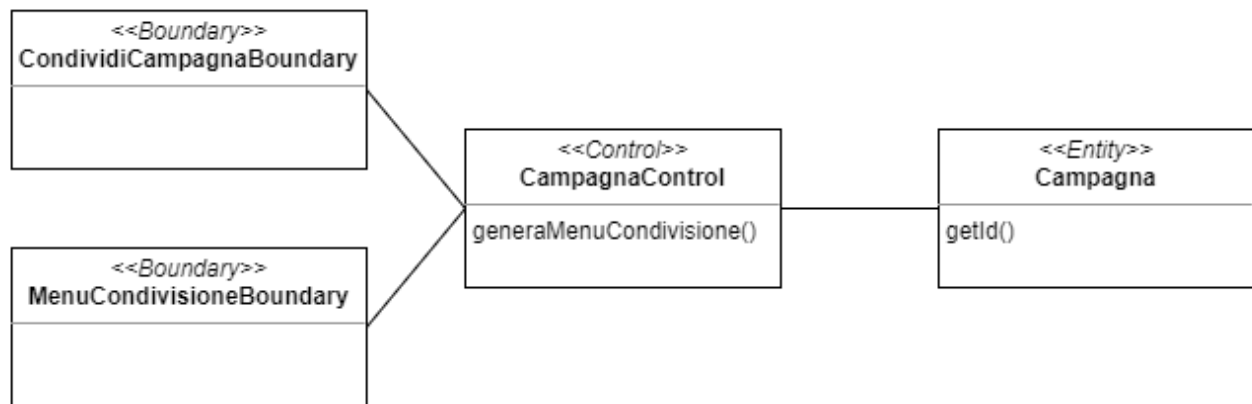 <<Boundary>>
CondividiCampagnaBoundary
<<Control>>
CampagnaControl
generaMenuCondivisione()
<<Entity>>
Campagna
getId()
<<Boundary>>
MenuCondivisioneBoundary